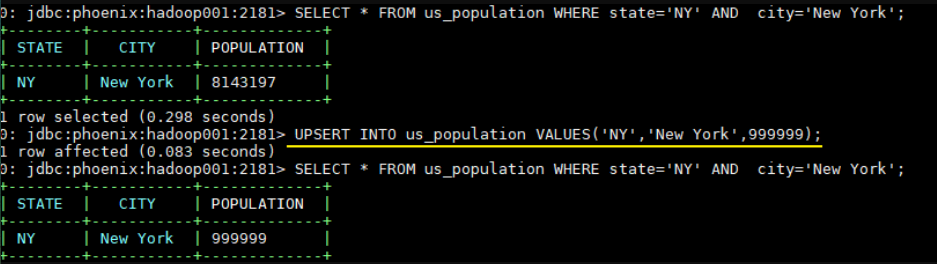 0: jdbc:phoenix:hadoop001:2181> SELECT * FROM us_population WHERE state='NY' AND  city='New York';
+--------+-----------+-------------+
| STATE  |   CITY    | POPULATION  |
+--------+-----------+-------------+
| NY     | New York  | 8143197     |
+--------+-----------+-------------+
1 row selected (0.298 seconds)
0: jdbc:phoenix:hadoop001:2181> UPSERT INTO us_population VALUES('NY','New York',999999);
1 row affected (0.083 seconds)
0: jdbc:phoenix:hadoop001:2181> SELECT * FROM us_population WHERE state='NY' AND  city='New York';
+--------+-----------+-------------+
| STATE  |   CITY    | POPULATION  |
+--------+-----------+-------------+
| NY     | New York  | 999999      |
+--------+-----------+-------------+